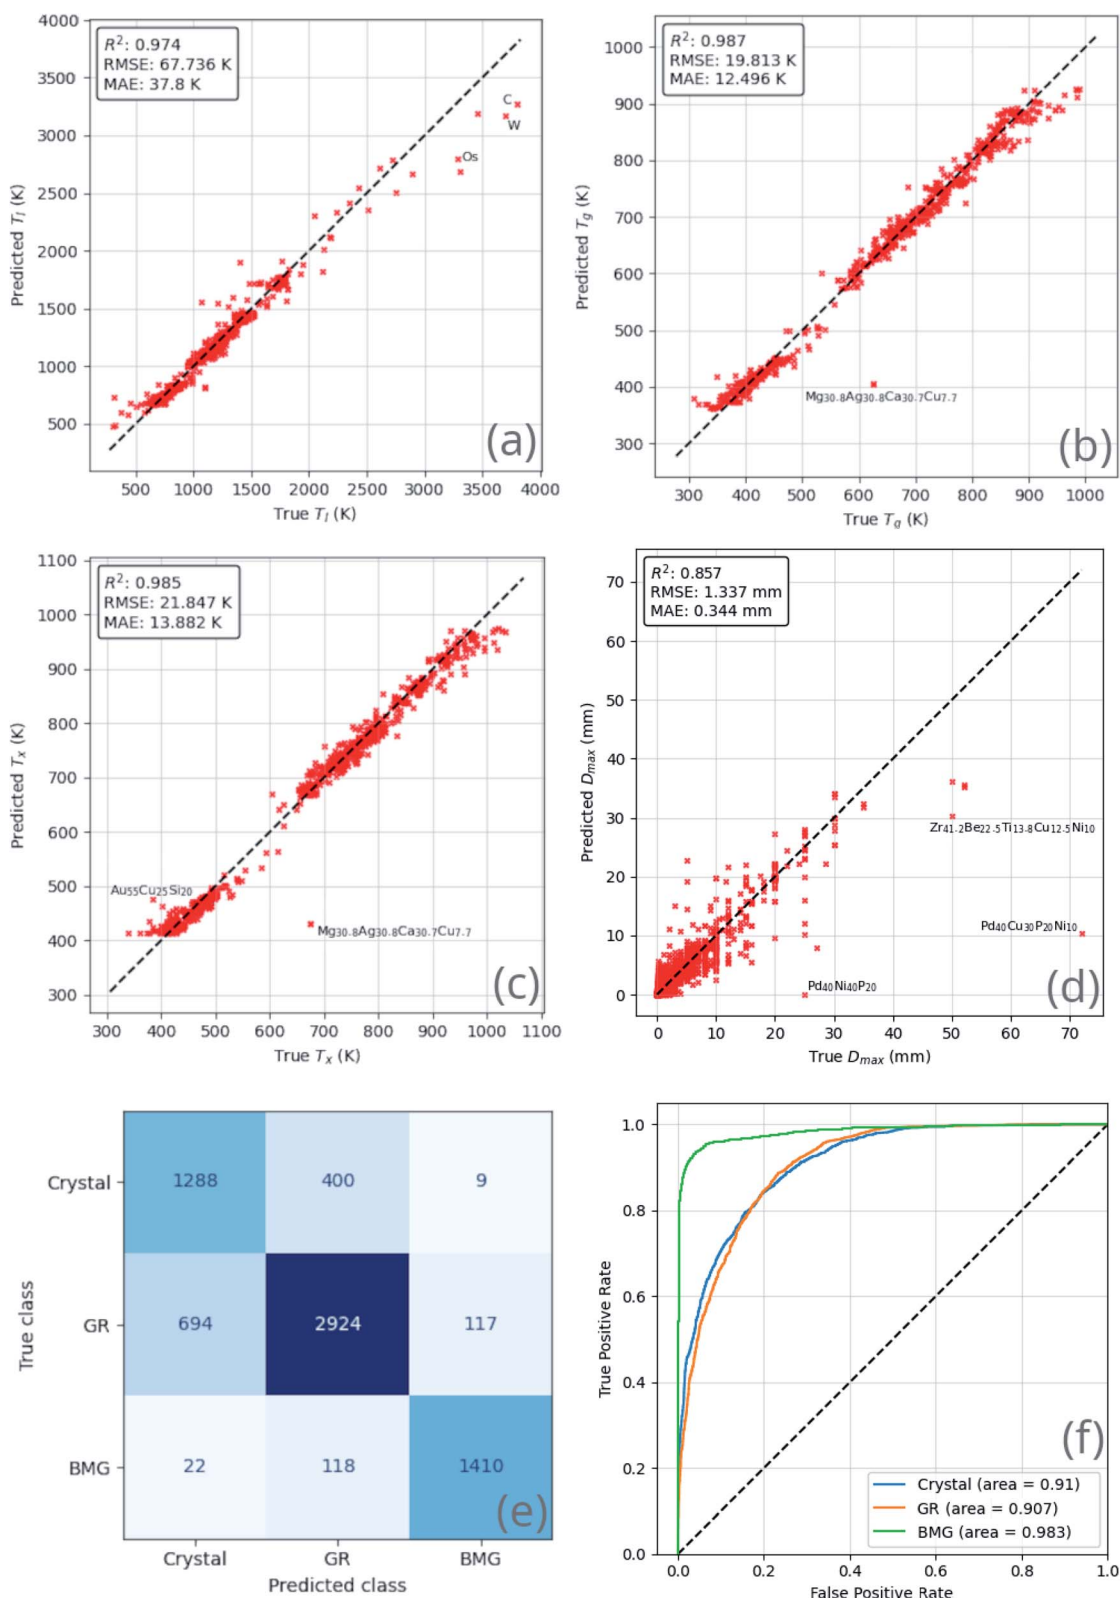 R²: 0.974
RMSE: 67.736 K
MAE: 37.8 K
4000
3500
3000
2500
2000
1500
1000
500
Predicted Tₗ (K)
C
W
Os
(a)
500 1000 1500 2000 2500 3000 3500 4000
True Tₗ (K)
R²: 0.987
RMSE: 19.813 K
MAE: 12.496 K
1000
900
800
700
600
500
400
300
Predicted T_g (K)
Mg₃₀.₈Ag₃₀.₈Ca₃₀.₇Cu₇.₇
(b)
300 400 500 600 700 800 900 1000
True T_g (K)
R²: 0.985
RMSE: 21.847 K
MAE: 13.882 K
1100
1000
900
800
700
600
500
400
300
Predicted Tₓ (K)
Au₅₅Cu₂₅Si₂₀
Mg₃₀.₈Ag₃₀.₈Ca₃₀.₇Cu₇.₇
(c)
300 400 500 600 700 800 900 1000 1100
True Tₓ (K)
R²: 0.857
RMSE: 1.337 mm
MAE: 0.344 mm
70
60
50
40
30
20
10
0
Predicted D_max (mm)
Zr₄₁.₂Be₂₂.₅Ti₁₃.₈Cu₁₂.₅Ni₁₀
Pd₄₀Cu₃₀P₂₀Ni₁₀
Pd₄₀Ni₄₀P₂₀
(d)
0 10 20 30 40 50 60 70
True D_max (mm)
True class
Crystal 1288 400 9
GR 694 2924 117
BMG 22 118 1410
(e)
Crystal GR BMG
Predicted class
1.0
0.8
0.6
0.4
0.2
0.0
True Positive Rate
(f)
Crystal (area = 0.91)
GR (area = 0.907)
BMG (area = 0.983)
0.0 0.2 0.4 0.6 0.8 1.0
False Positive Rate